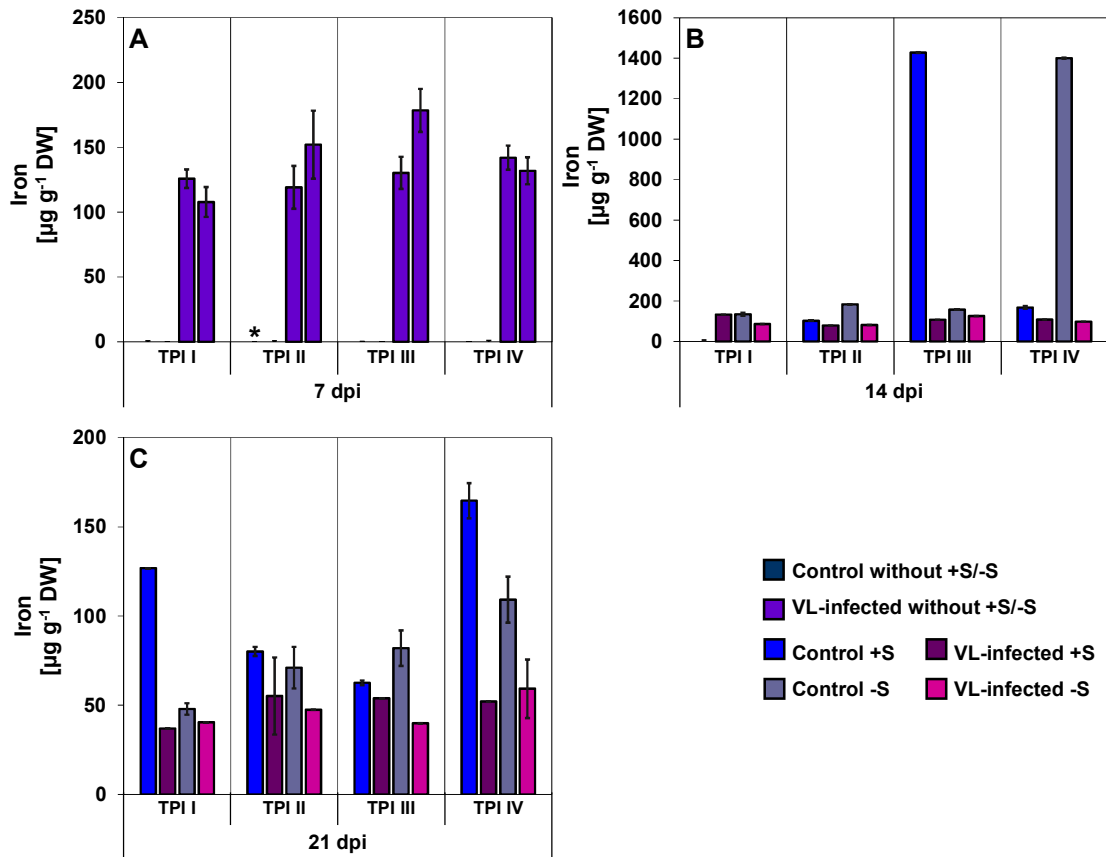 A
Iron
[µg g-1 DW]
250
200
150
100
50
0
*
TPI I TPI II TPI III TPI IV
7 dpi
B
Iron
[µg g-1 DW]
1600
1400
1200
1000
800
600
400
200
0
TPI I TPI II TPI III TPI IV
14 dpi
C
Iron
[µg g-1 DW]
200
150
100
50
0
TPI I TPI II TPI III TPI IV
21 dpi
Control without +S/-S
VL-infected without +S/-S
Control +S VL-infected +S
Control -S VL-infected -S